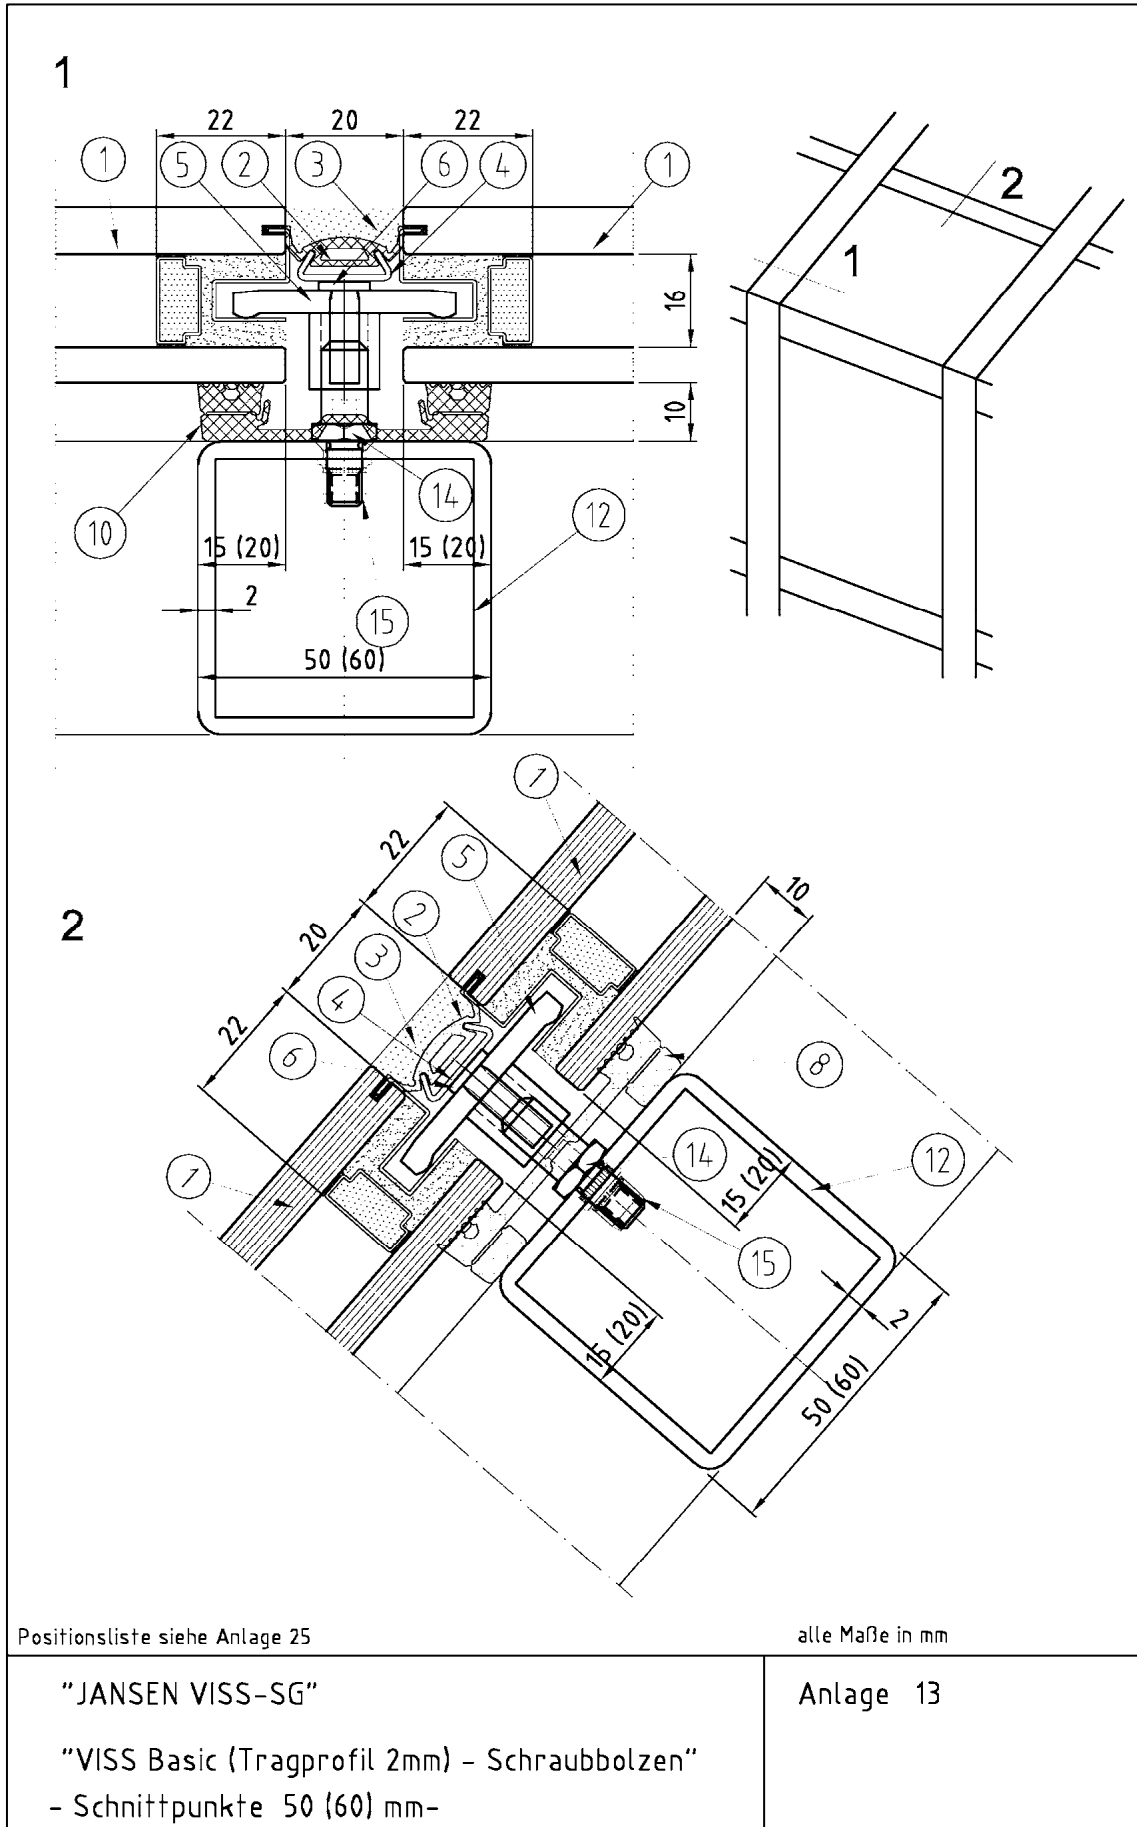 1
22 20 22
1 5 2 3 6 4 1
2
1
16
10
10 14 12
15 (20) 15 (20)
2
15
50 (60)
1
22
5
10
2
20
2
3
4
22
6
8
14
12
1
15 (20)
15
2
15 (20)
50 (60)
Positionsliste siehe Anlage 25
alle Maße in mm
"JANSEN VISS-SG"
Anlage 13
"VISS Basic (Tragprofil 2mm) - Schraubbolzen"
- Schnittpunkte 50 (60) mm-